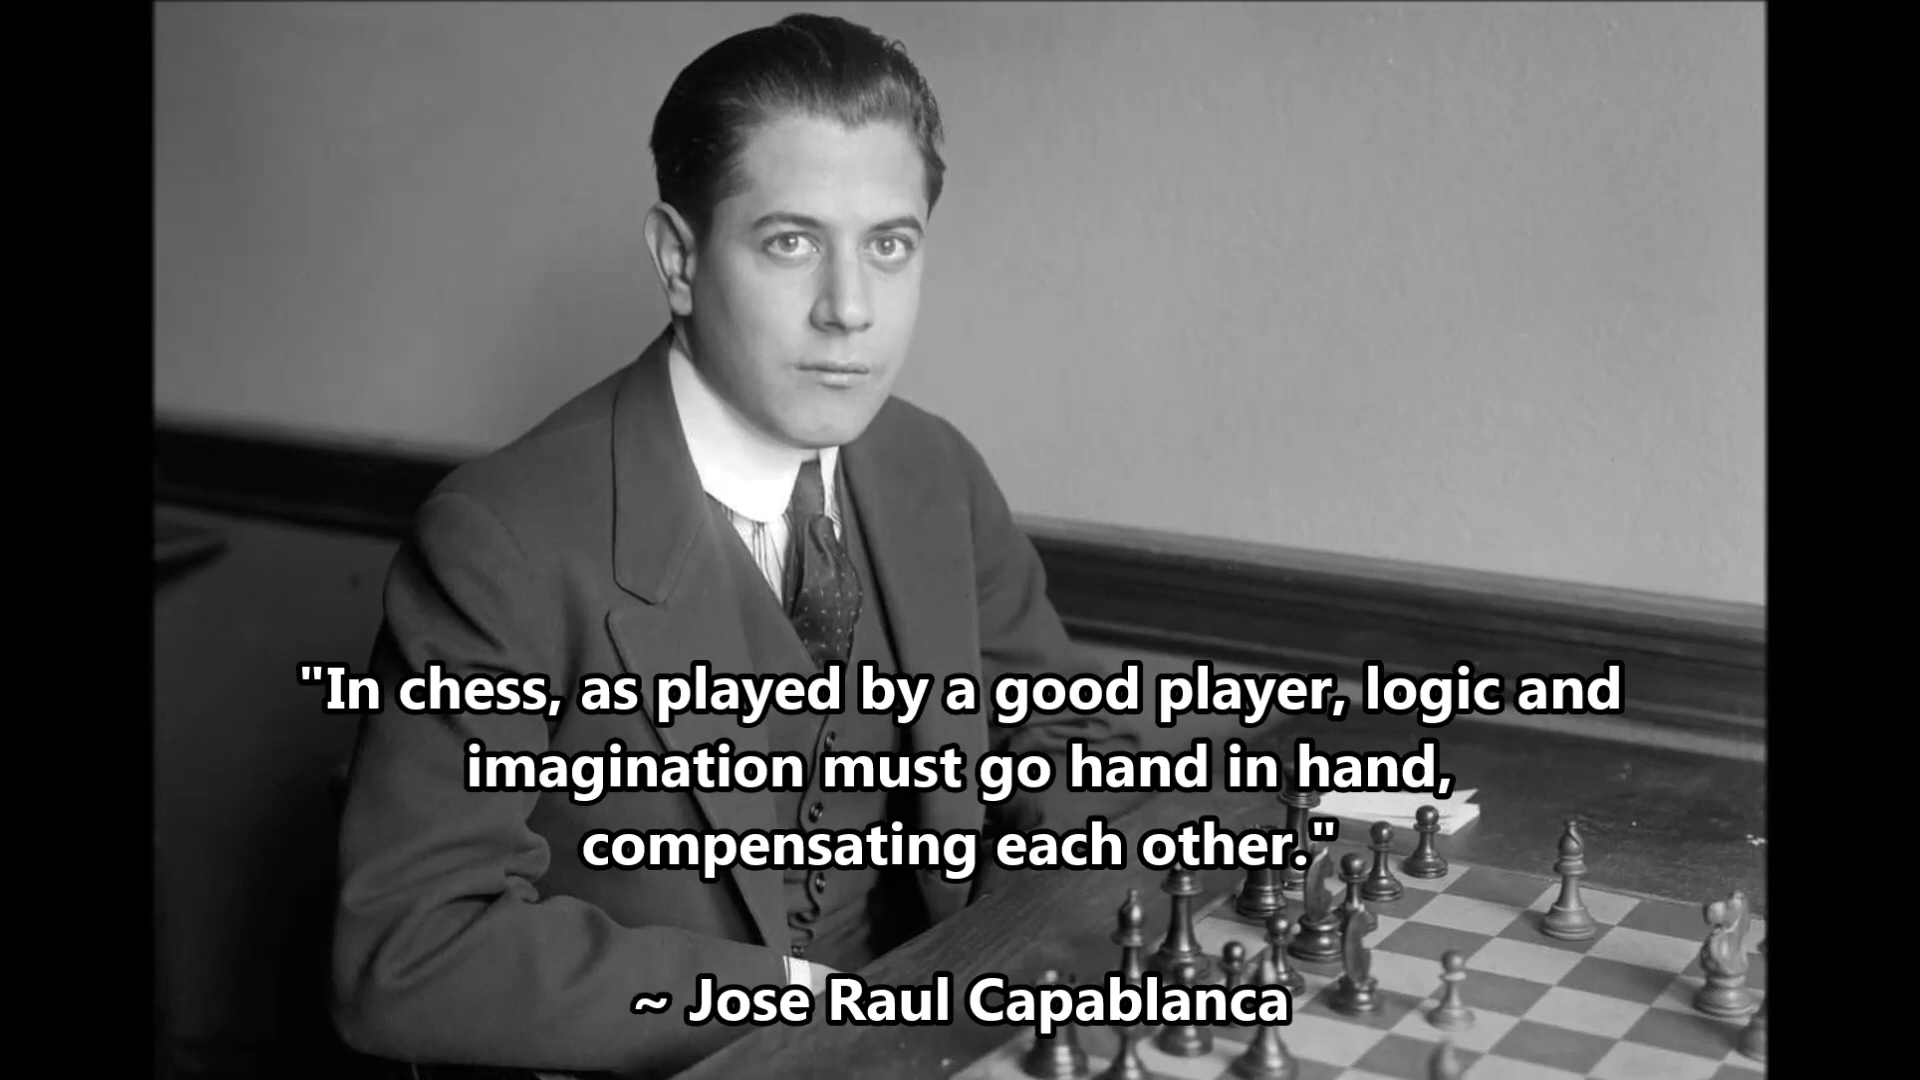 "In chess, as played by a good player, logic and
imagination must go hand in hand,
compensating each other."
~ Jose Raul Capablanca